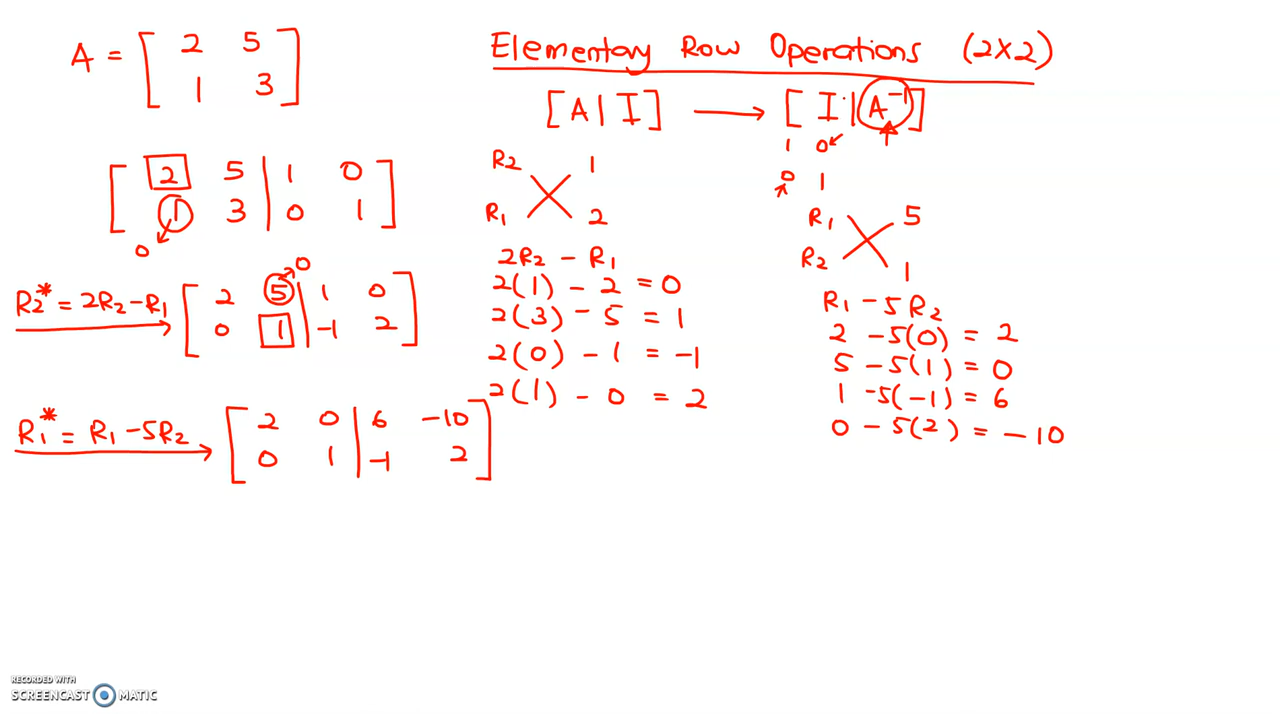 A = [ 2 5
1 3 ]
[ 2 5 | 1 0
1 3 | 0 1 ]
0
R2* = 2R2 - R1 [ 2 5 | 1 0
0 1 | -1 2 ]
0
R1* = R1 - 5R2 [ 2 0 | 6 -10
0 1 | -1 2 ]
Elementary Row Operations (2x2)
[A | I] → [I | A⁻¹]
1 0
0 1
R2 1
R1 2
2R2 - R1
2(1) - 2 = 0
2(3) - 5 = 1
2(0) - 1 = -1
2(1) - 0 = 2
R1 5
R2 1
R1 - 5R2
2 - 5(0) = 2
5 - 5(1) = 0
1 - 5(-1) = 6
0 - 5(2) = -10
RECORDED WITH
SCREENCAST MATIC